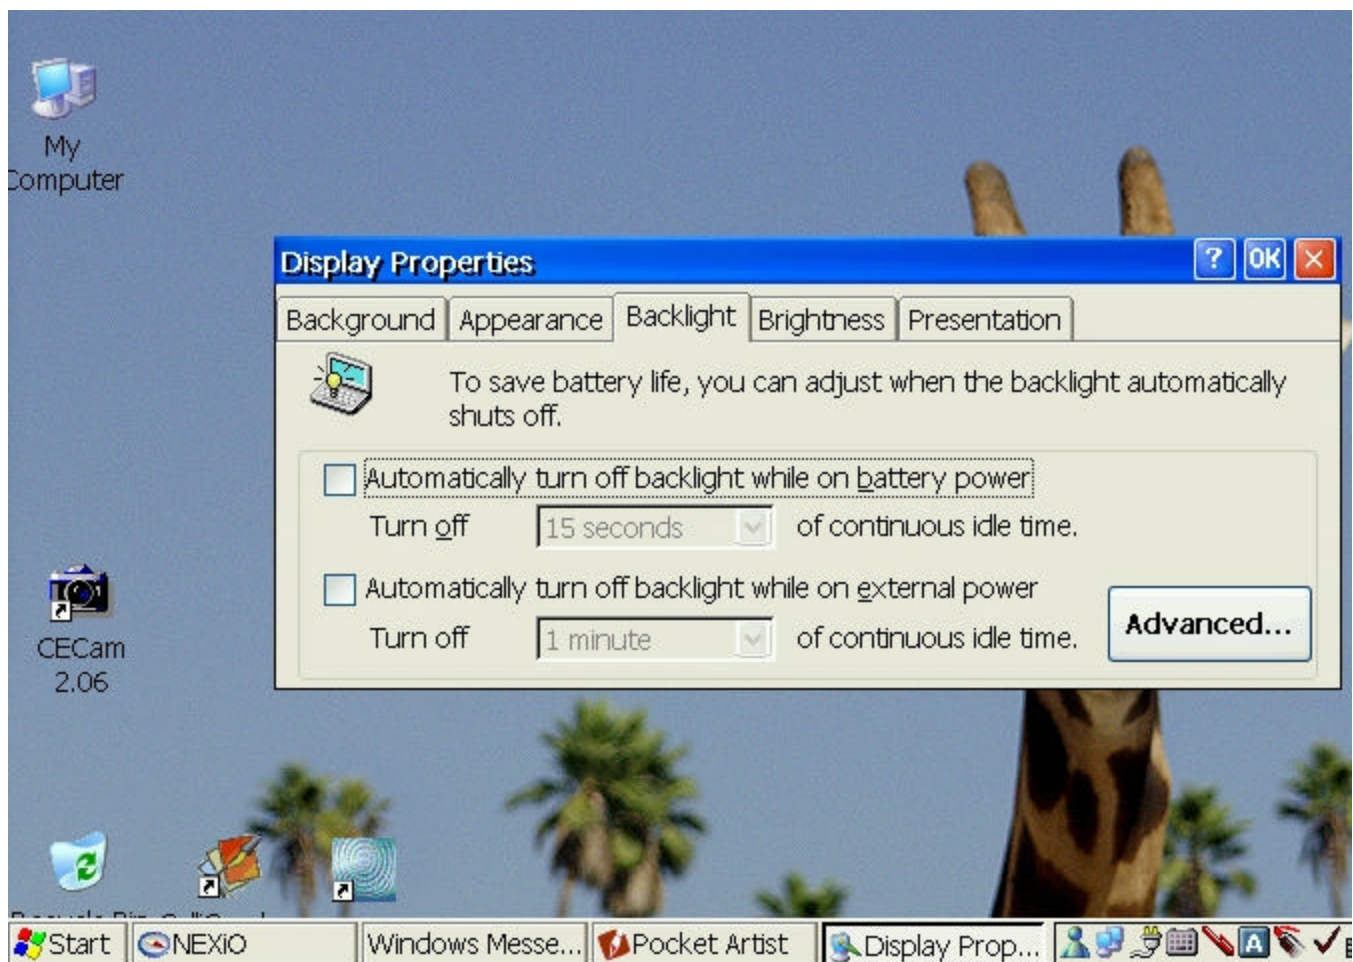 My
Computer
Display Properties
? OK
Background Appearance Backlight Brightness Presentation
To save battery life, you can adjust when the backlight automatically
shuts off.
Automatically turn off backlight while on battery power
Turn off 15 seconds of continuous idle time.
Automatically turn off backlight while on external power
Turn off 1 minute of continuous idle time.
Advanced...
CECam
2.06
Start NEXiO Windows Messe... Pocket Artist Display Prop... A